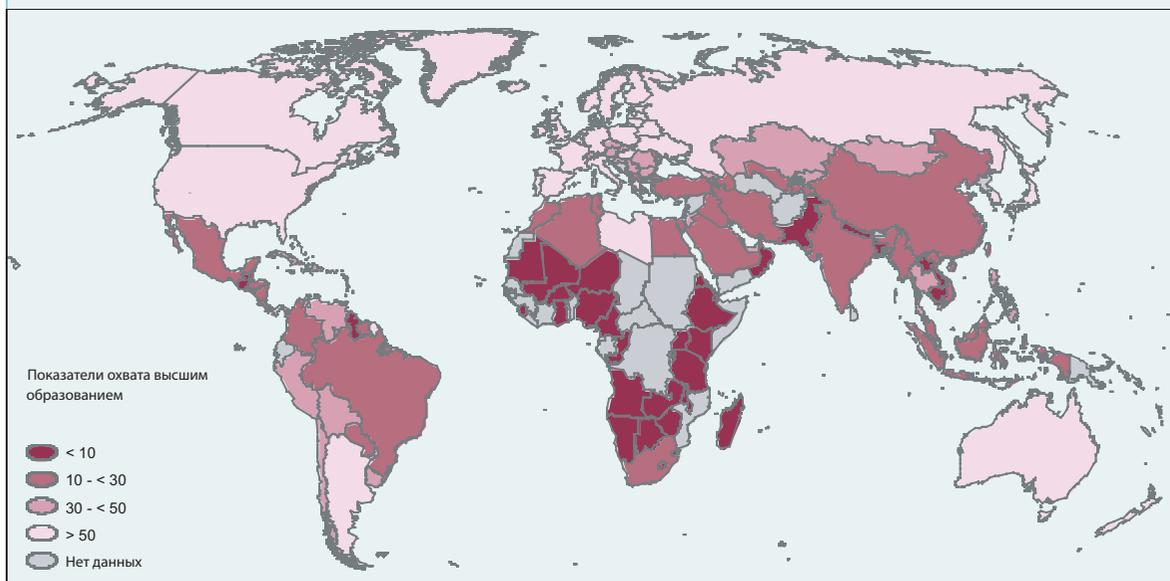 Показатели охвата высшим
образованием
< 10
10 - < 30
30 - < 50
> 50
Нет данных